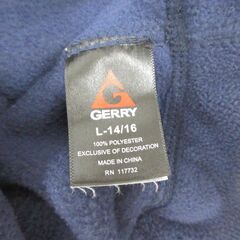 GERRY
L-14/16
100% POLYESTER
EXCLUSIVE OF DECORATION
MADE IN CHINA
RN 117732